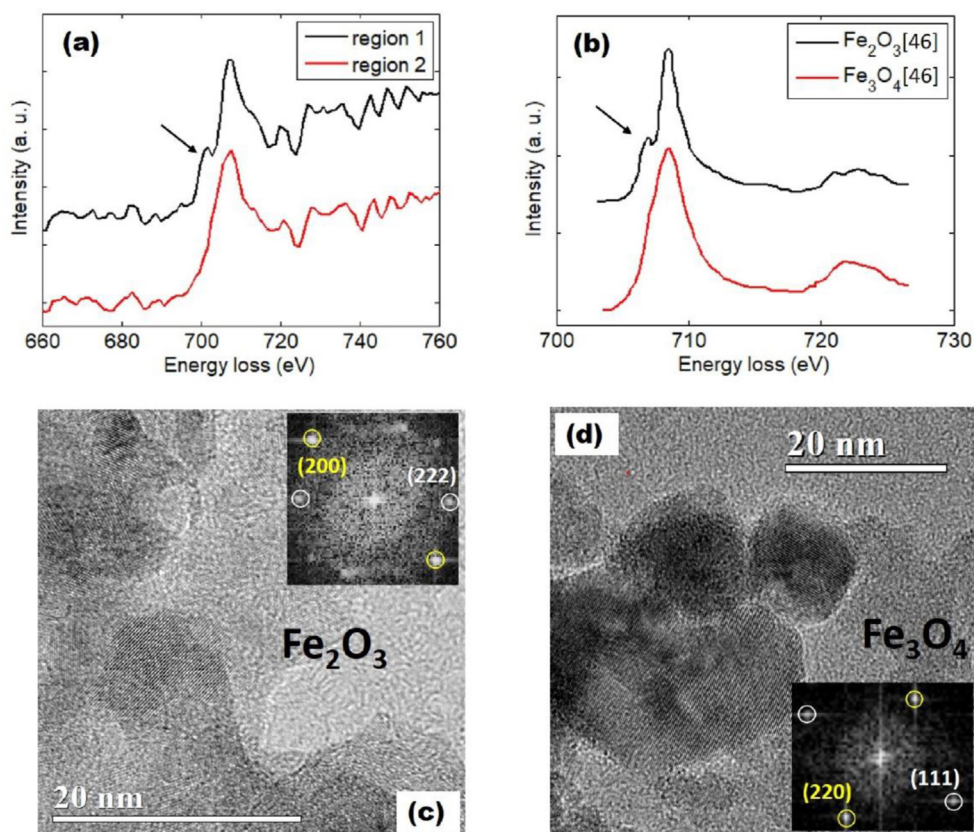 (a)
region 1
region 2
Intensity (a. u.)
660 680 700 720 740 760
Energy loss (eV)
(b)
Fe₂O₃[46]
Fe₃O₄[46]
Intensity (a. u.)
700 710 720 730
Energy loss (eV)
(200)
(222)
Fe₂O₃
20 nm
(c)
(d)
20 nm
Fe₃O₄
(111)
(220)